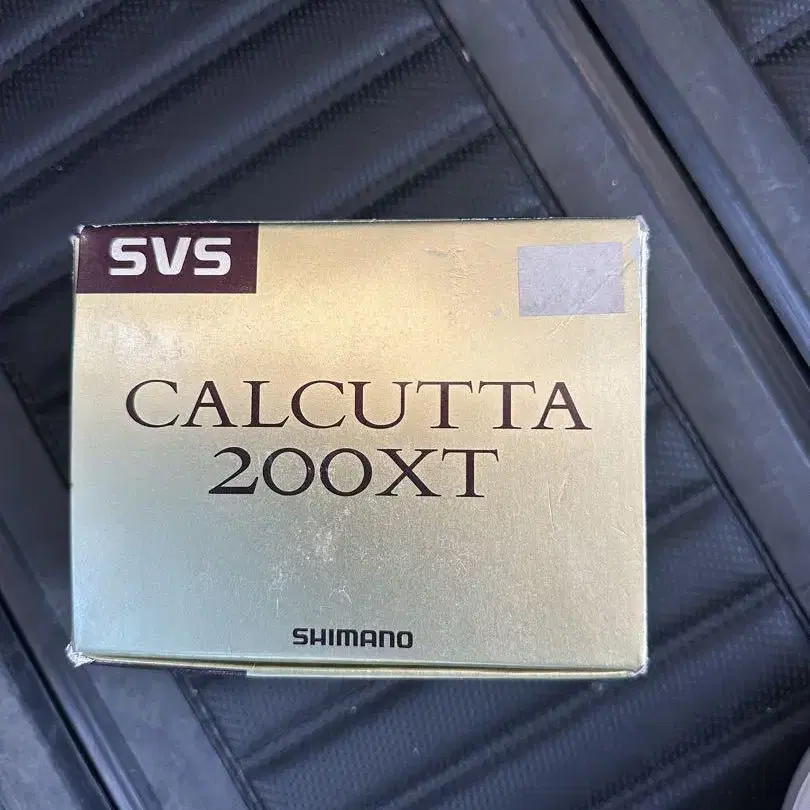 SVS
CALCUTTA
200XT
SHIMANO